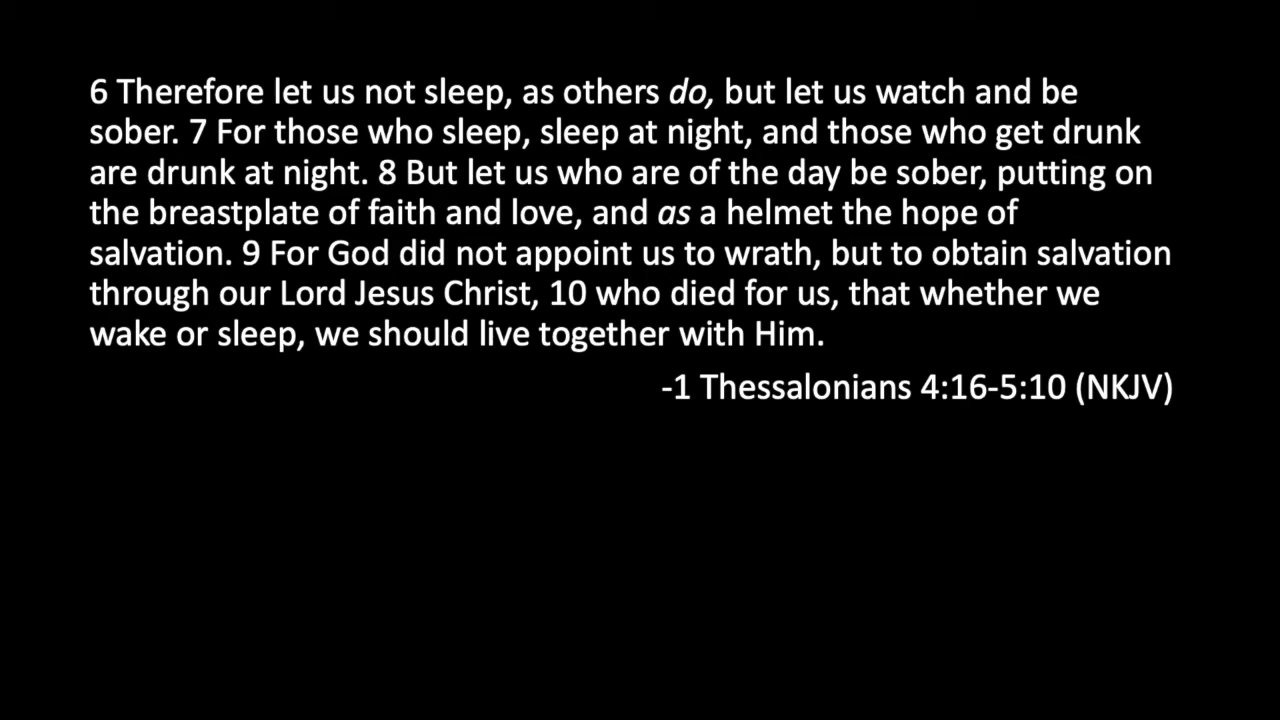 6 Therefore let us not sleep, as others do, but let us watch and be
sober. 7 For those who sleep, sleep at night, and those who get drunk
are drunk at night. 8 But let us who are of the day be sober, putting on
the breastplate of faith and love, and as a helmet the hope of
salvation. 9 For God did not appoint us to wrath, but to obtain salvation
through our Lord Jesus Christ, 10 who died for us, that whether we
wake or sleep, we should live together with Him.
-1 Thessalonians 4:16-5:10 (NKJV)